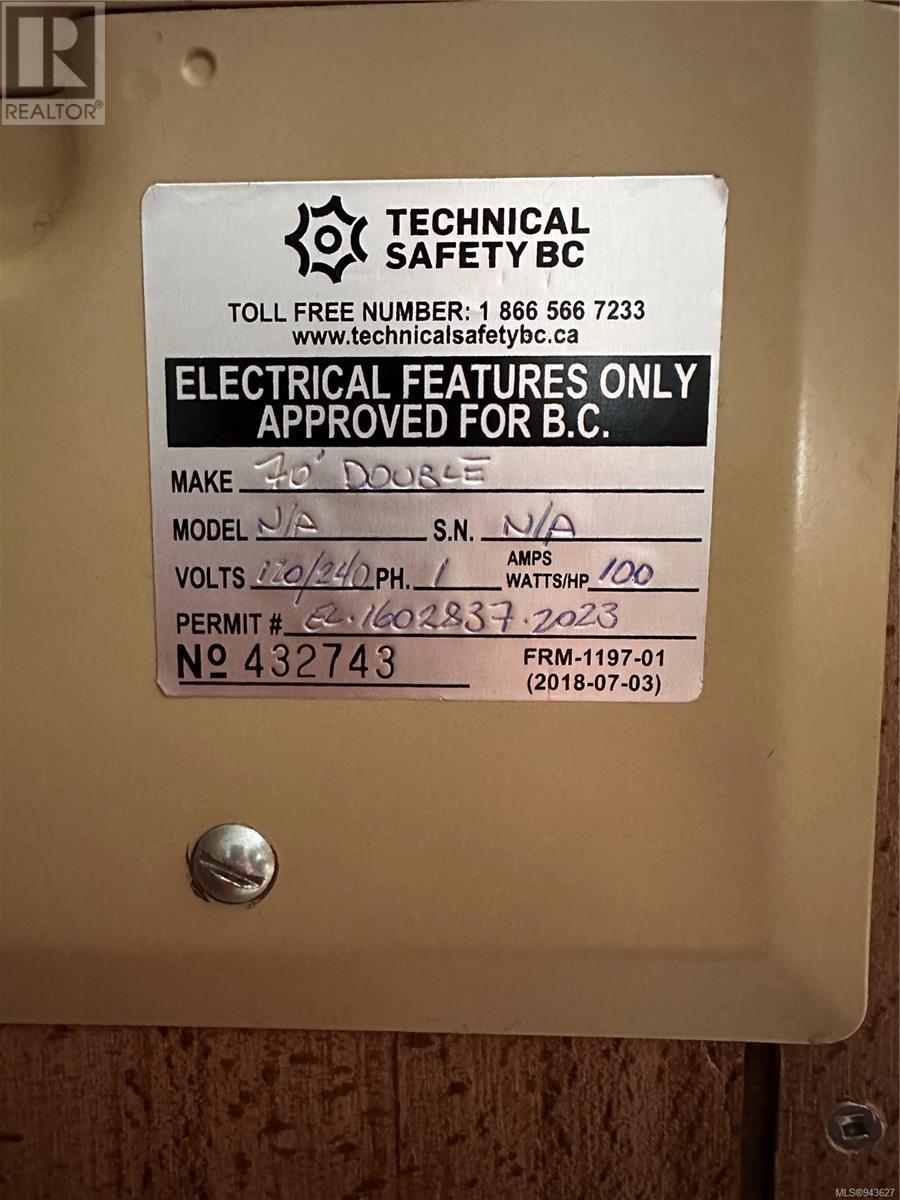 REALTOR®
TECHNICAL
SAFETY BC
TOLL FREE NUMBER: 1 866 566 7233
www.technicalsafetybc.ca
ELECTRICAL FEATURES ONLY
APPROVED FOR B.C.
MAKE 70' DOUBLE
MODEL N/A S.N. N/A
VOLTS 120/240 PH. 1 AMPS WATTS/HP 100
PERMIT # EL.1602837.2023
Nº 432743 FRM-1197-01
(2018-07-03)
MLS®943627